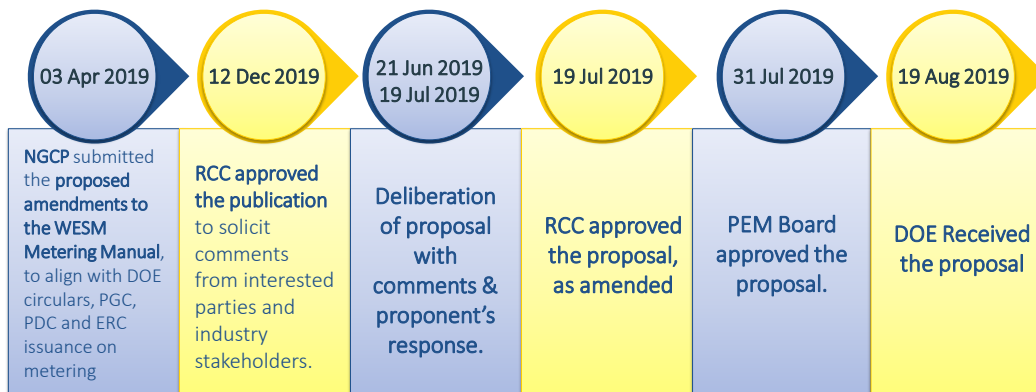 03 Apr 2019
12 Dec 2019
21 Jun 2019
19 Jul 2019
19 Jul 2019
31 Jul 2019
19 Aug 2019
NGCP submitted
the proposed
amendments to
the WESM
Metering Manual,
to align with DOE
circulars, PGC,
PDC and ERC
issuance on
metering
RCC approved
the publication
to solicit
comments
from interested
parties and
industry
stakeholders.
Deliberation
of proposal
with
comments &
proponent's
response.
RCC approved
the proposal,
as amended
PEM Board
approved the
proposal.
DOE Received
the proposal